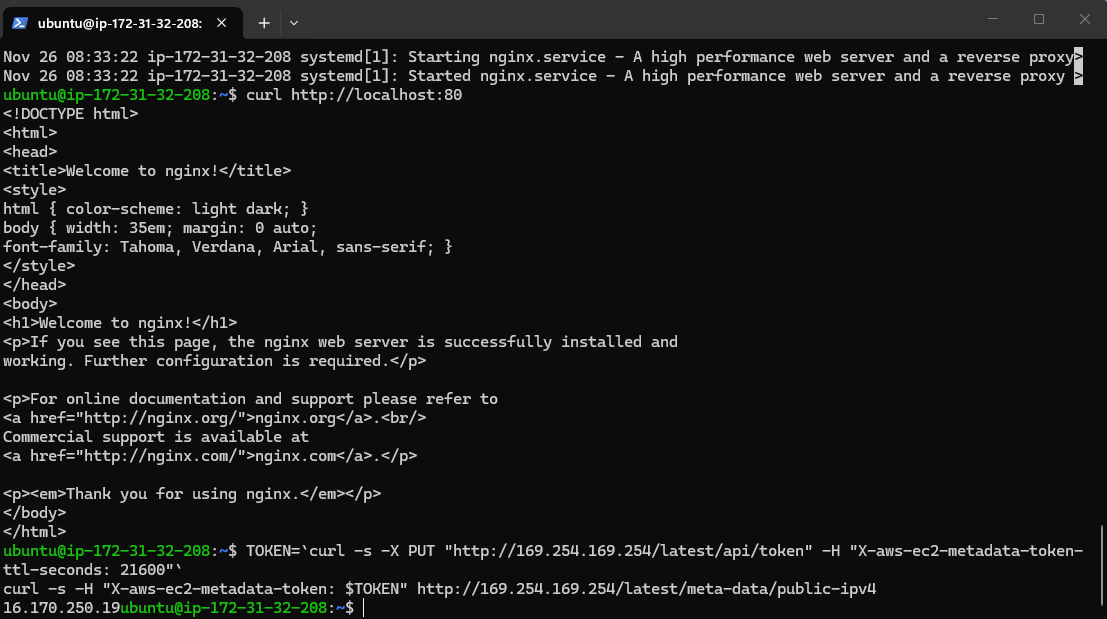 ubuntu@ip-172-31-32-208:
Nov 26 08:33:22 ip-172-31-32-208 systemd[1]: Starting nginx.service - A high performance web server and a reverse proxy>
Nov 26 08:33:22 ip-172-31-32-208 systemd[1]: Started nginx.service - A high performance web server and a reverse proxy >
ubuntu@ip-172-31-32-208:~$ curl http://localhost:80
<!DOCTYPE html>
<html>
<head>
<title>Welcome to nginx!</title>
<style>
html { color-scheme: light dark; }
body { width: 35em; margin: 0 auto;
font-family: Tahoma, Verdana, Arial, sans-serif; }
</style>
</head>
<body>
<h1>Welcome to nginx!</h1>
<p>If you see this page, the nginx web server is successfully installed and
working. Further configuration is required.</p>

<p>For online documentation and support please refer to
<a href="http://nginx.org/">nginx.org</a>.<br/>
Commercial support is available at
<a href="http://nginx.com/">nginx.com</a>.</p>

<p><em>Thank you for using nginx.</em></p>
</body>
</html>
ubuntu@ip-172-31-32-208:~$ TOKEN=`curl -s -X PUT "http://169.254.169.254/latest/api/token" -H "X-aws-ec2-metadata-token-
ttl-seconds: 21600"`
curl -s -H "X-aws-ec2-metadata-token: $TOKEN" http://169.254.169.254/latest/meta-data/public-ipv4
16.170.250.19ubuntu@ip-172-31-32-208:~$